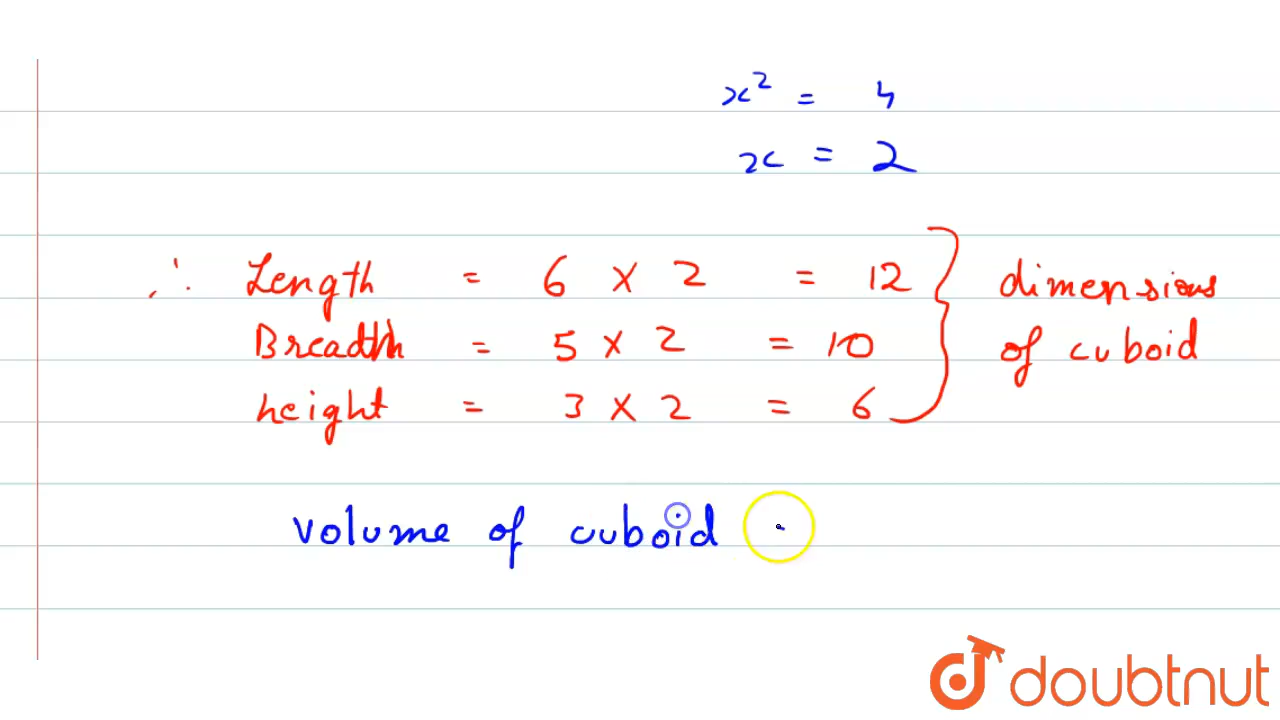 x² = 4
x = 2
∴ Length = 6 × 2 = 12
Breadth = 5 × 2 = 10
height = 3 × 2 = 6
dimensions
of cuboid
volume of cuboid
doubtnut